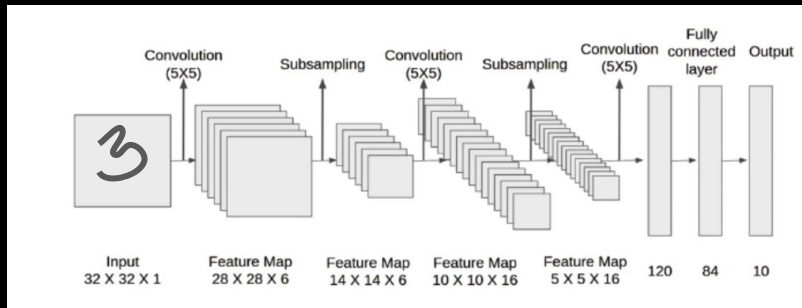 Convolution
(5X5)
Subsampling
Convolution
(5X5)
Subsampling
Convolution
(5X5)
Fully
connected
layer
Output
3
Input
32 X 32 X 1
Feature Map
28 X 28 X 6
Feature Map
14 X 14 X 6
Feature Map
10 X 10 X 16
Feature Map
5 X 5 X 16
120
84
10